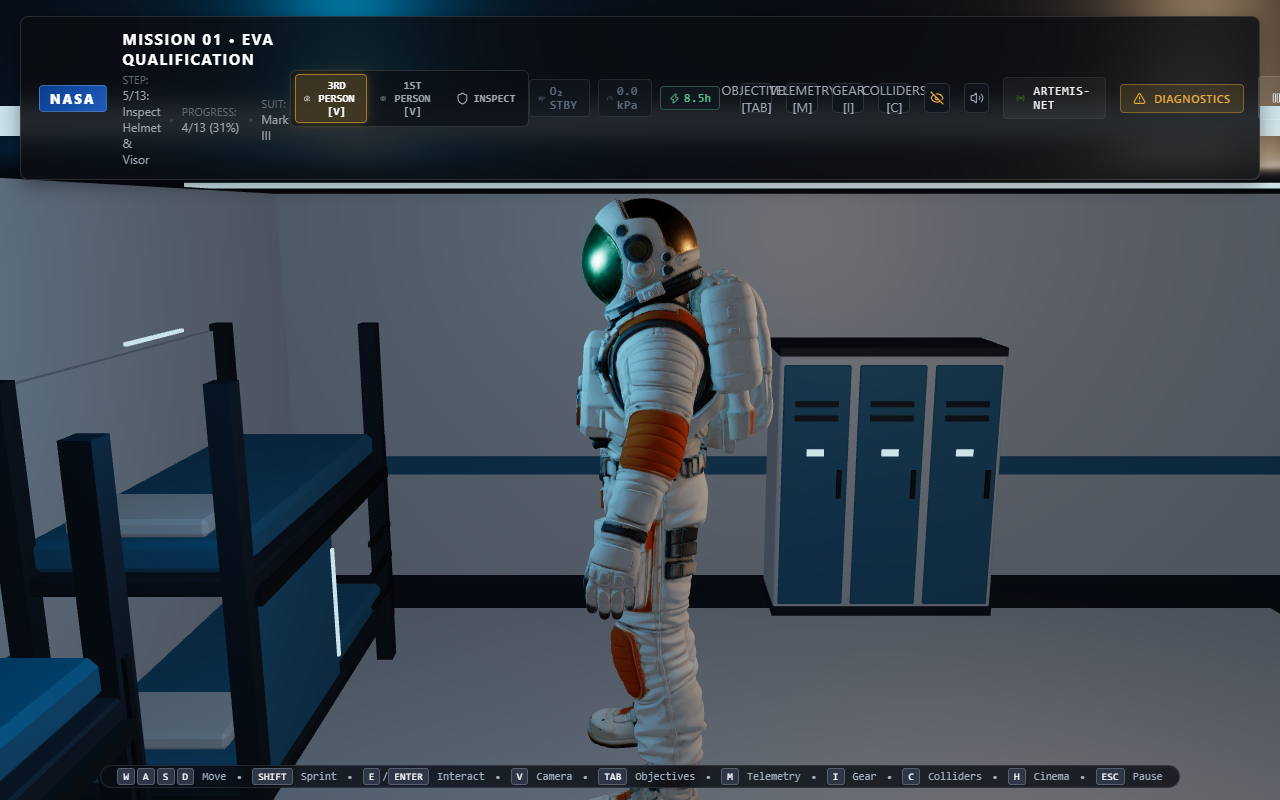 MISSION 01 • EVA
QUALIFICATION
NASA
STEP:
5/13:
Inspect
Helmet
&
Visor
•
PROGRESS:
4/13 (31%)
•
SUIT:
Mark
III
3RD
PERSON
[V]
1ST
PERSON
[V]
INSPECT
O₂
STBY
0.0
kPa
8.5h
OBJECTIVE
[TAB]
TELEMETRY
[M]
GEAR
[I]
COLLIDERS
[C]
ARTEMIS-
NET
DIAGNOSTICS
W A S D Move • SHIFT Sprint • E / ENTER Interact • V Camera • TAB Objectives • M Telemetry • I Gear • C Colliders • H Cinema • ESC Pause